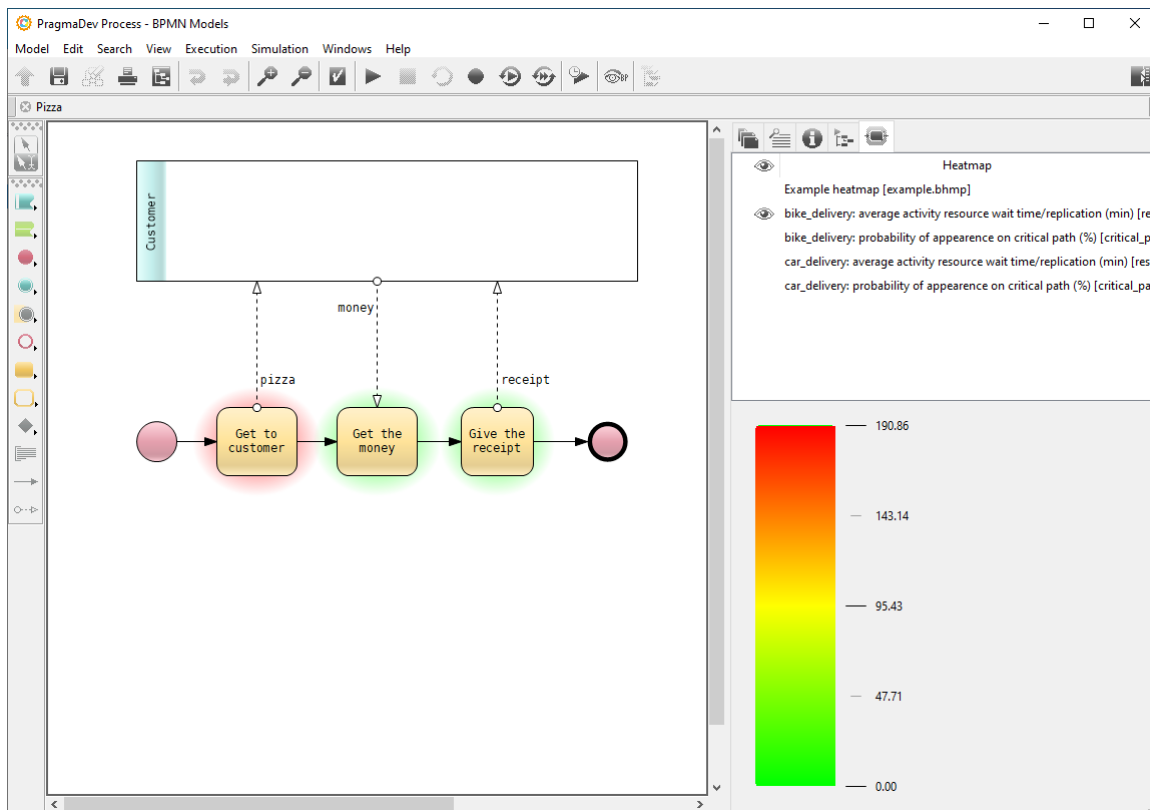 PragmaDev Process - BPMN Models
Model Edit Search View Execution Simulation Windows Help
BP
Pizza
Customer
money
pizza
receipt
Get to
customer
Get the
money
Give the
receipt
Heatmap
Example heatmap [example.bhmp]
bike_delivery: average activity resource wait time/replication (min) [re
bike_delivery: probability of appearence on critical path (%) [critical_p
car_delivery: average activity resource wait time/replication (min) [res
car_delivery: probability of appearence on critical path (%) [critical_pa
190.86
143.14
95.43
47.71
0.00